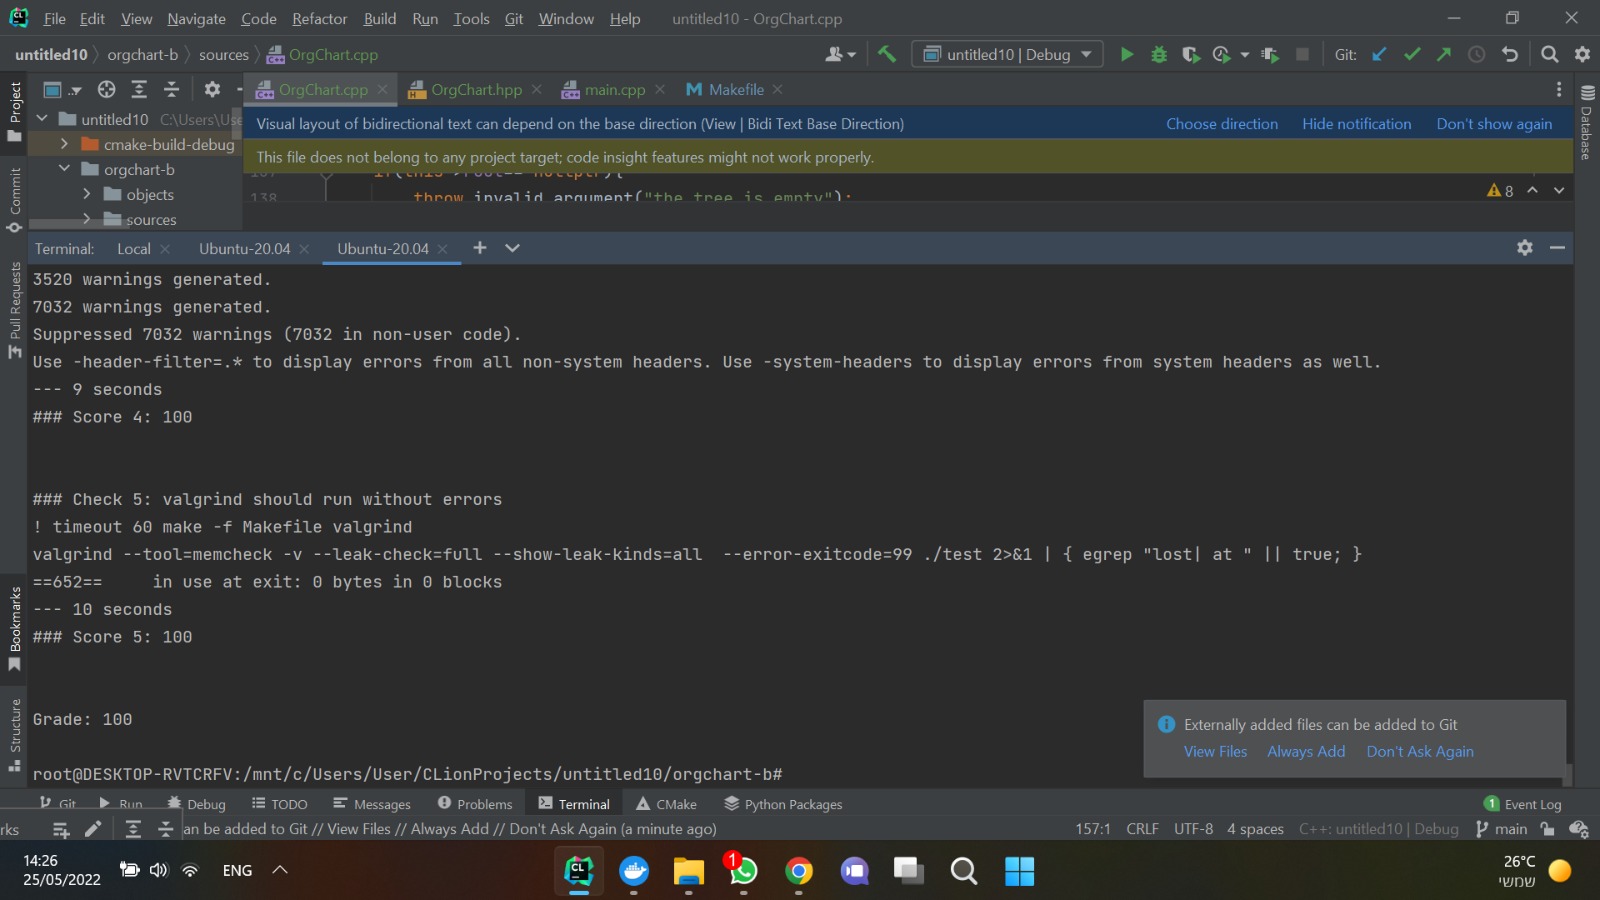 File Edit View Navigate Code Refactor Build Run Tools Git Window Help untitled10 - OrgChart.cpp
untitled10 orgchart-b sources OrgChart.cpp untitled10 | Debug Git:
OrgChart.cpp OrgChart.hpp main.cpp Makefile
Project
untitled10 C:\Users\Use
cmake-build-debug
orgchart-b
objects
sources
Visual layout of bidirectional text can depend on the base direction (View | Bidi Text Base Direction) Choose direction Hide notification Don't show again
This file does not belong to any project target; code insight features might not work properly.
138 throw invalid_argument("the tree is empty");
8
Database
Commit
Pull Requests
Bookmarks
Structure
Terminal: Local Ubuntu-20.04 Ubuntu-20.04
3520 warnings generated.
7032 warnings generated.
Suppressed 7032 warnings (7032 in non-user code).
Use -header-filter=.* to display errors from all non-system headers. Use -system-headers to display errors from system headers as well.
--- 9 seconds
### Score 4: 100
### Check 5: valgrind should run without errors
! timeout 60 make -f Makefile valgrind
valgrind --tool=memcheck -v --leak-check=full --show-leak-kinds=all  --error-exitcode=99 ./test 2>&1 | { egrep "lost| at " || true; }
==652==     in use at exit: 0 bytes in 0 blocks
--- 10 seconds
### Score 5: 100
Grade: 100
root@DESKTOP-RVTCRFV:/mnt/c/Users/User/CLionProjects/untitled10/orgchart-b#
Externally added files can be added to Git
View Files Always Add Don't Ask Again
Git Run Debug TODO Messages Problems Terminal CMake Python Packages 1 Event Log
rks an be added to Git // View Files // Always Add // Don't Ask Again (a minute ago) 157:1 CRLF UTF-8 4 spaces C++: untitled10 | Debug main
14:26
25/05/2022
ENG
1
26°C
שמשי